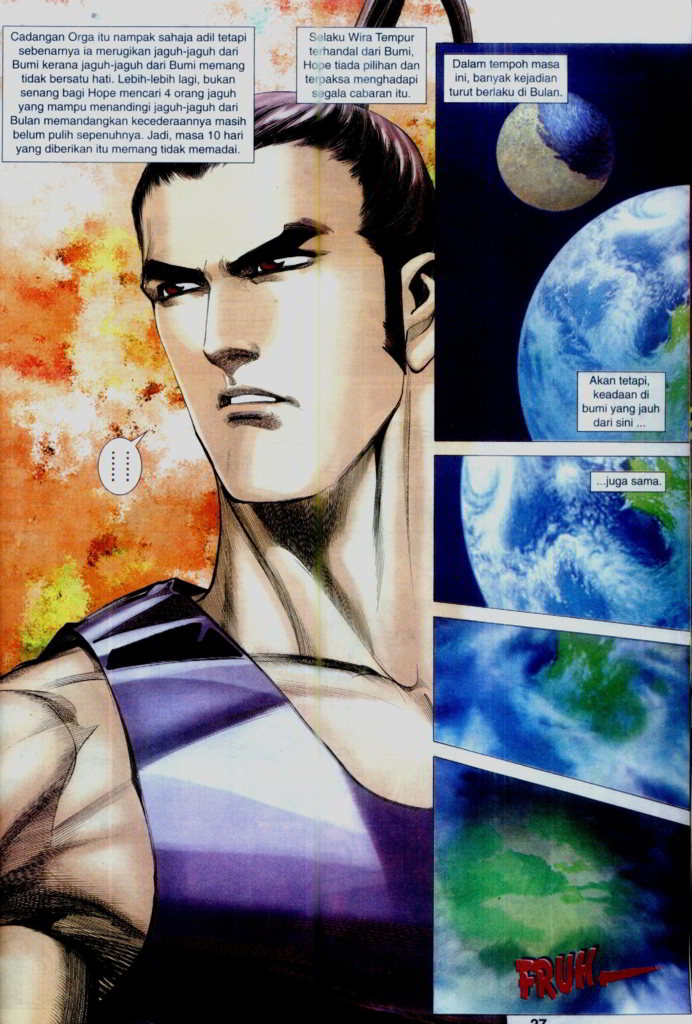 Cadangan Orga itu nampak sahaja adil tetapi
sebenarnya ia merugikan jaguh-jaguh dari
Bumi kerana jaguh-jaguh dari Bumi memang
tidak bersatu hati. Lebih-lebih lagi, bukan
senang bagi Hope mencari 4 orang jaguh
yang mampu menandingi jaguh-jaguh dari
Bulan memandangkan kecederaannya masih
belum pulih sepenuhnya. Jadi, masa 10 hari
yang diberikan itu memang tidak memadai.
Selaku Wira Tempur
terhandal dari Bumi,
Hope tiada pilihan dan
terpaksa menghadapi
segala cabaran itu.
Dalam tempoh masa
ini, banyak kejadian
turut berlaku di Bulan.
Akan tetapi,
keadaan di
bumi yang jauh
dari sini ...
...juga sama.
FRUH
27